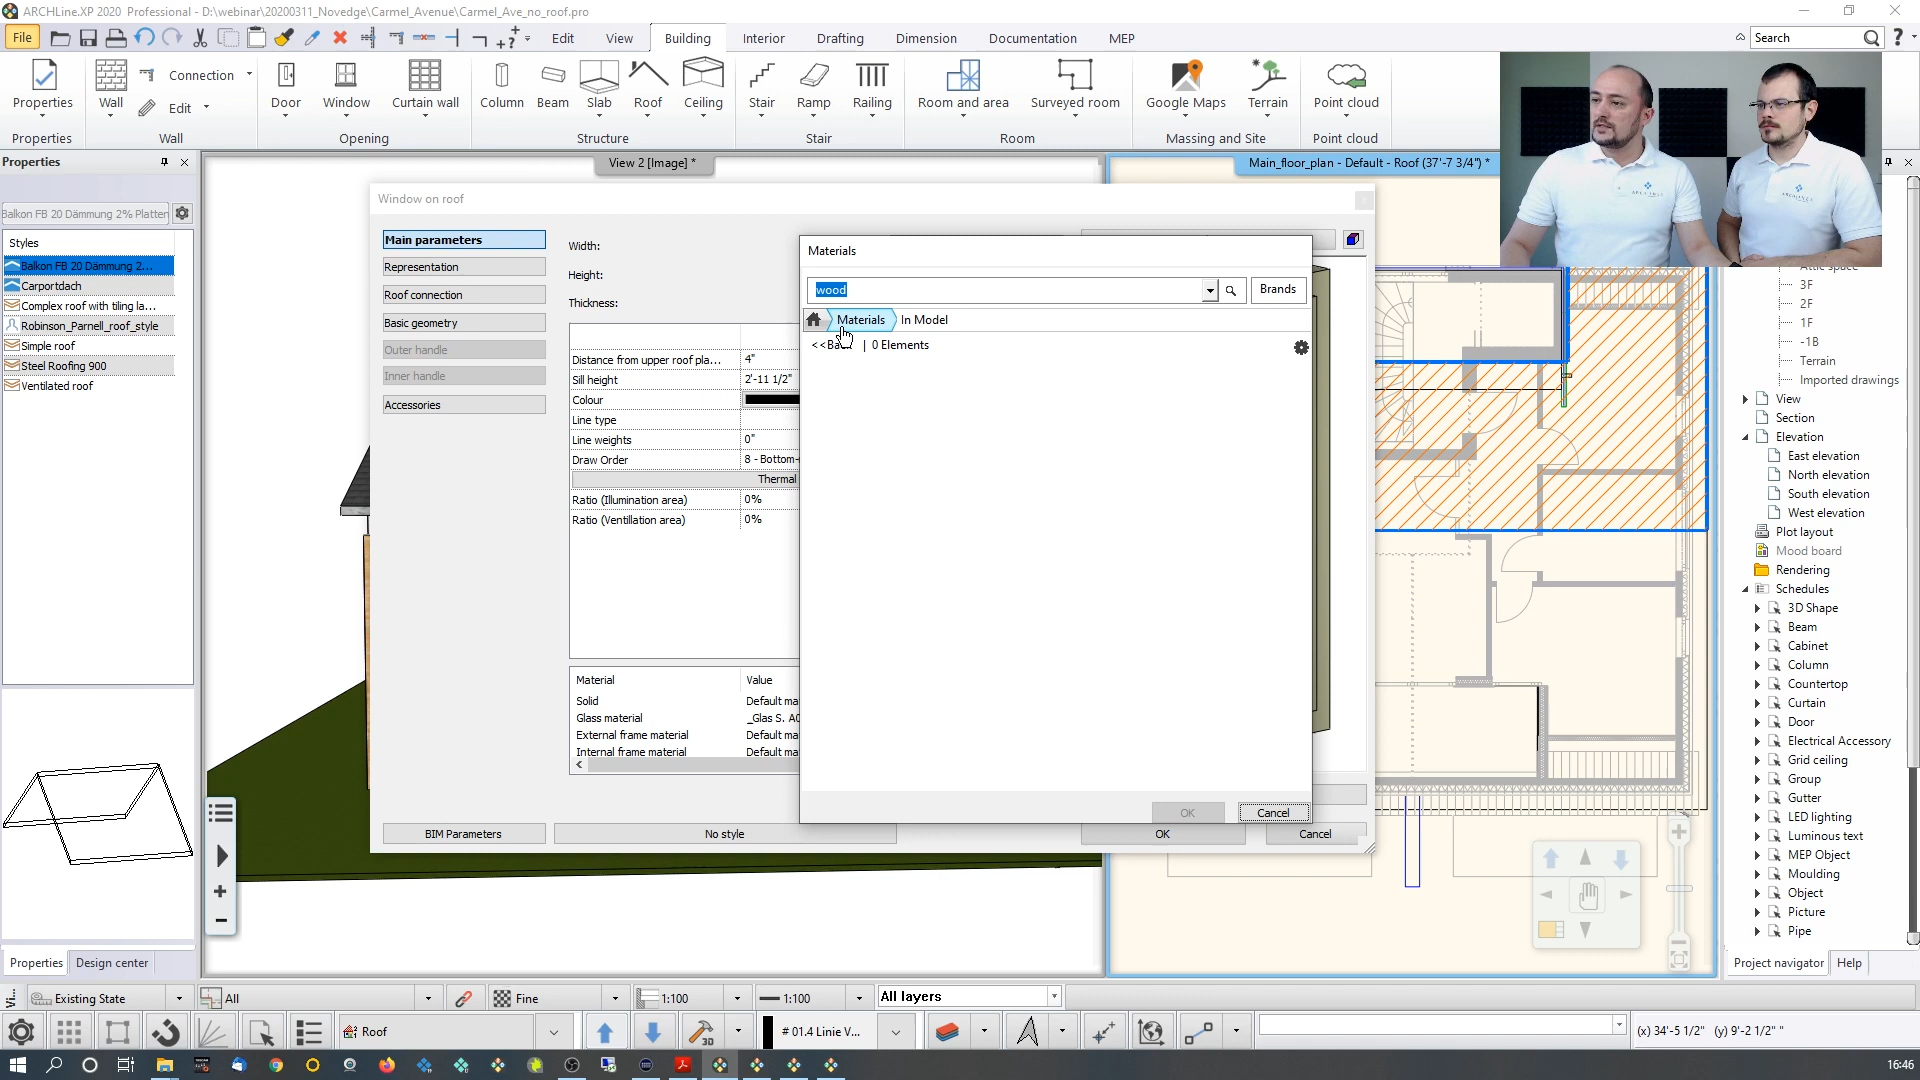 ARCHLine.XP 2020 Professional - D:\webinar\20200311_Novedge\Carmel_Avenue\Carmel_Ave_no_roof.pro
File
Edit
View
Building
Interior
Drafting
Dimension
Documentation
MEP
Search
Properties
Wall
Connection
Edit
Door
Window
Curtain wall
Column
Beam
Slab
Roof
Ceiling
Stair
Ramp
Railing
Room and area
Surveyed room
Google Maps
Terrain
Point cloud
Properties
Wall
Opening
Structure
Stair
Room
Massing and Site
Point cloud
Properties
View 2 [Image] *
Main_floor_plan - Default - Roof (37'-7 3/4") *
Balkon FB 20 Dämmung 2% Platten
Styles
Balkon FB 20 Dämmung 2...
Carportdach
Complex roof with tiling la...
Robinson_Parnell_roof_style
Simple roof
Steel Roofing 900
Ventilated roof
Window on roof
Main parameters
Representation
Roof connection
Basic geometry
Outer handle
Inner handle
Accessories
Width:
Height:
Thickness:
Distance from upper roof pla... 4"
Sill height 2'-11 1/2"
Colour
Line type
Line weights 0"
Draw Order 8 - Bottom-
Thermal
Ratio (Illumination area) 0%
Ratio (Ventillation area) 0%
Material Value
Solid Default ma
Glass material _Glas S. A0
External frame material Default ma
Internal frame material Default ma
BIM Parameters
No style
OK
Cancel
Materials
wood
Brands
Materials In Model
<<Back | 0 Elements
OK
Cancel
Attic space
3F
2F
1F
-1B
Terrain
Imported drawings
View
Section
Elevation
East elevation
North elevation
South elevation
West elevation
Plot layout
Mood board
Rendering
Schedules
3D Shape
Beam
Cabinet
Column
Countertop
Curtain
Door
Electrical Accessory
Grid ceiling
Group
Gutter
LED lighting
Luminous text
MEP Object
Moulding
Object
Picture
Pipe
Properties
Design center
Project navigator
Help
Existing State
All
Fine
1:100
1:100
All layers
Roof
3D
# 01.4 Linie V...
(x) 34'-5 1/2" (y) 9'-2 1/2" "
16:46